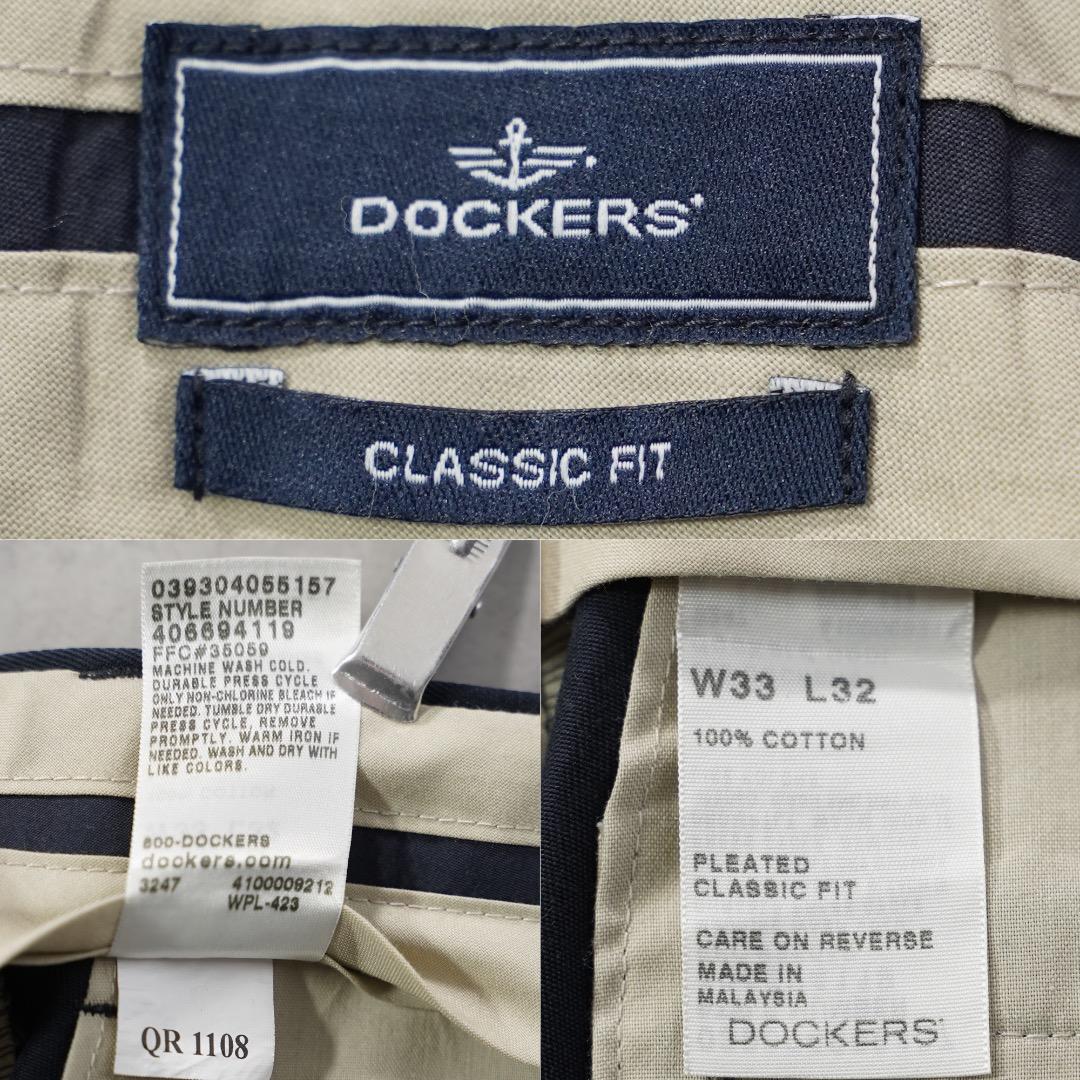 DOCKERS
CLASSIC FIT
039304055157
STYLE NUMBER
406694119
FFC#35059
MACHINE WASH COLD.
DURABLE PRESS CYCLE
ONLY NON-CHLORINE BLEACH IF
NEEDED. TUMBLE DRY DURABLE
PRESS CYCLE, REMOVE
PROMPTLY. WARM IRON IF
NEEDED. WASH AND DRY WITH
LIKE COLORS.
800-DOCKERS
dockers.com
3247 4100009212
WPL-423
QR 1108
W33 L32
100% COTTON
PLEATED
CLASSIC FIT
CARE ON REVERSE
MADE IN
MALAYSIA
DOCKERS